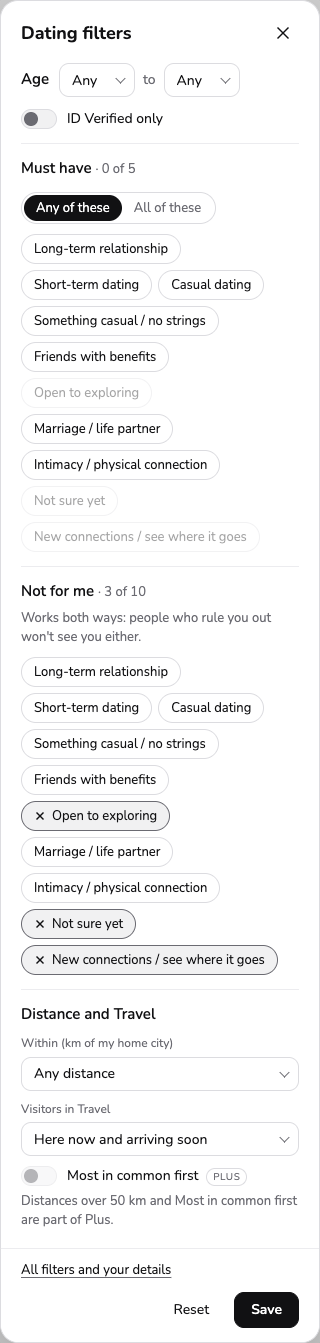 Dating filters
Age Any to Any
ID Verified only
Must have · 0 of 5
Any of these All of these
Long-term relationship
Short-term dating Casual dating
Something casual / no strings
Friends with benefits
Open to exploring
Marriage / life partner
Intimacy / physical connection
Not sure yet
New connections / see where it goes
Not for me · 3 of 10
Works both ways: people who rule you out
won't see you either.
Long-term relationship
Short-term dating Casual dating
Something casual / no strings
Friends with benefits
× Open to exploring
Marriage / life partner
Intimacy / physical connection
× Not sure yet
× New connections / see where it goes
Distance and Travel
Within (km of my home city)
Any distance
Visitors in Travel
Here now and arriving soon
Most in common first PLUS
Distances over 50 km and Most in common first
are part of Plus.
All filters and your details
Reset Save